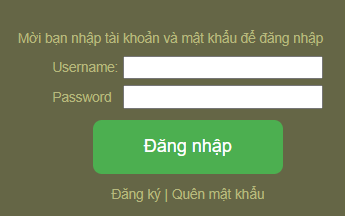 Mời bạn nhập tài khoản và mật khẩu để đăng nhập
Username:
Password
Đăng nhập
Đăng ký | Quên mật khẩu